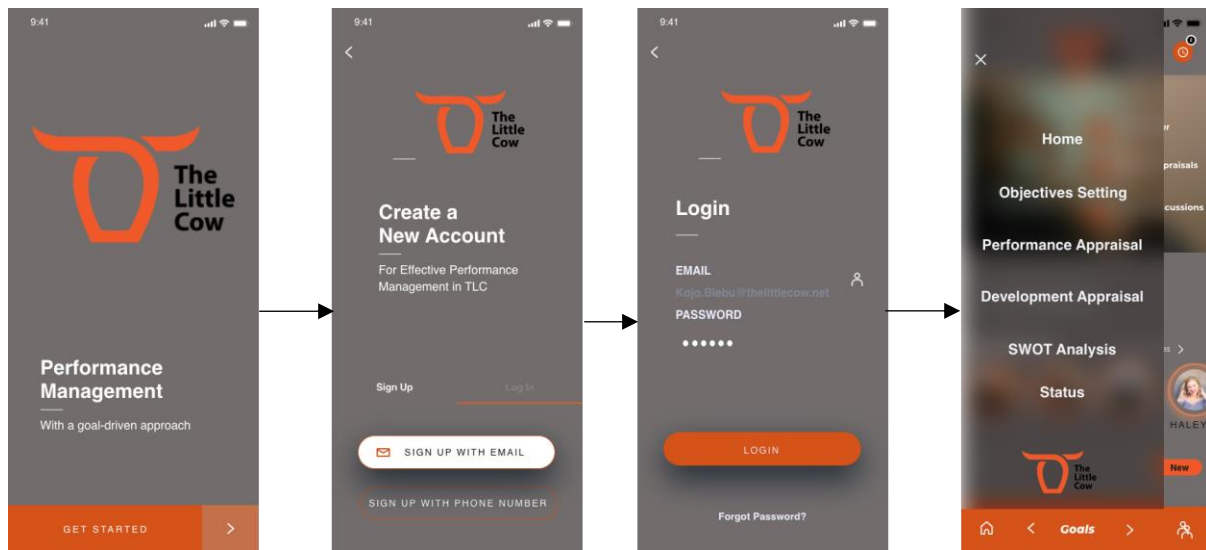 9:41
The
Little
Cow
Performance
Management
With a goal-driven approach
GET STARTED
9:41
The
Little
Cow
Create a
New Account
For Effective Performance
Management in TLC
Sign Up
Log In
SIGN UP WITH EMAIL
SIGN UP WITH PHONE NUMBER
9:41
The
Little
Cow
Login
EMAIL
Kojo.Blebu@thelittlecow.net
PASSWORD
LOGIN
Forgot Password?
Home
Objectives Setting
Performance Appraisal
praisals
cussions
Development Appraisal
SWOT Analysis
Status
HALEY
The
Little
Cow
New
Goals